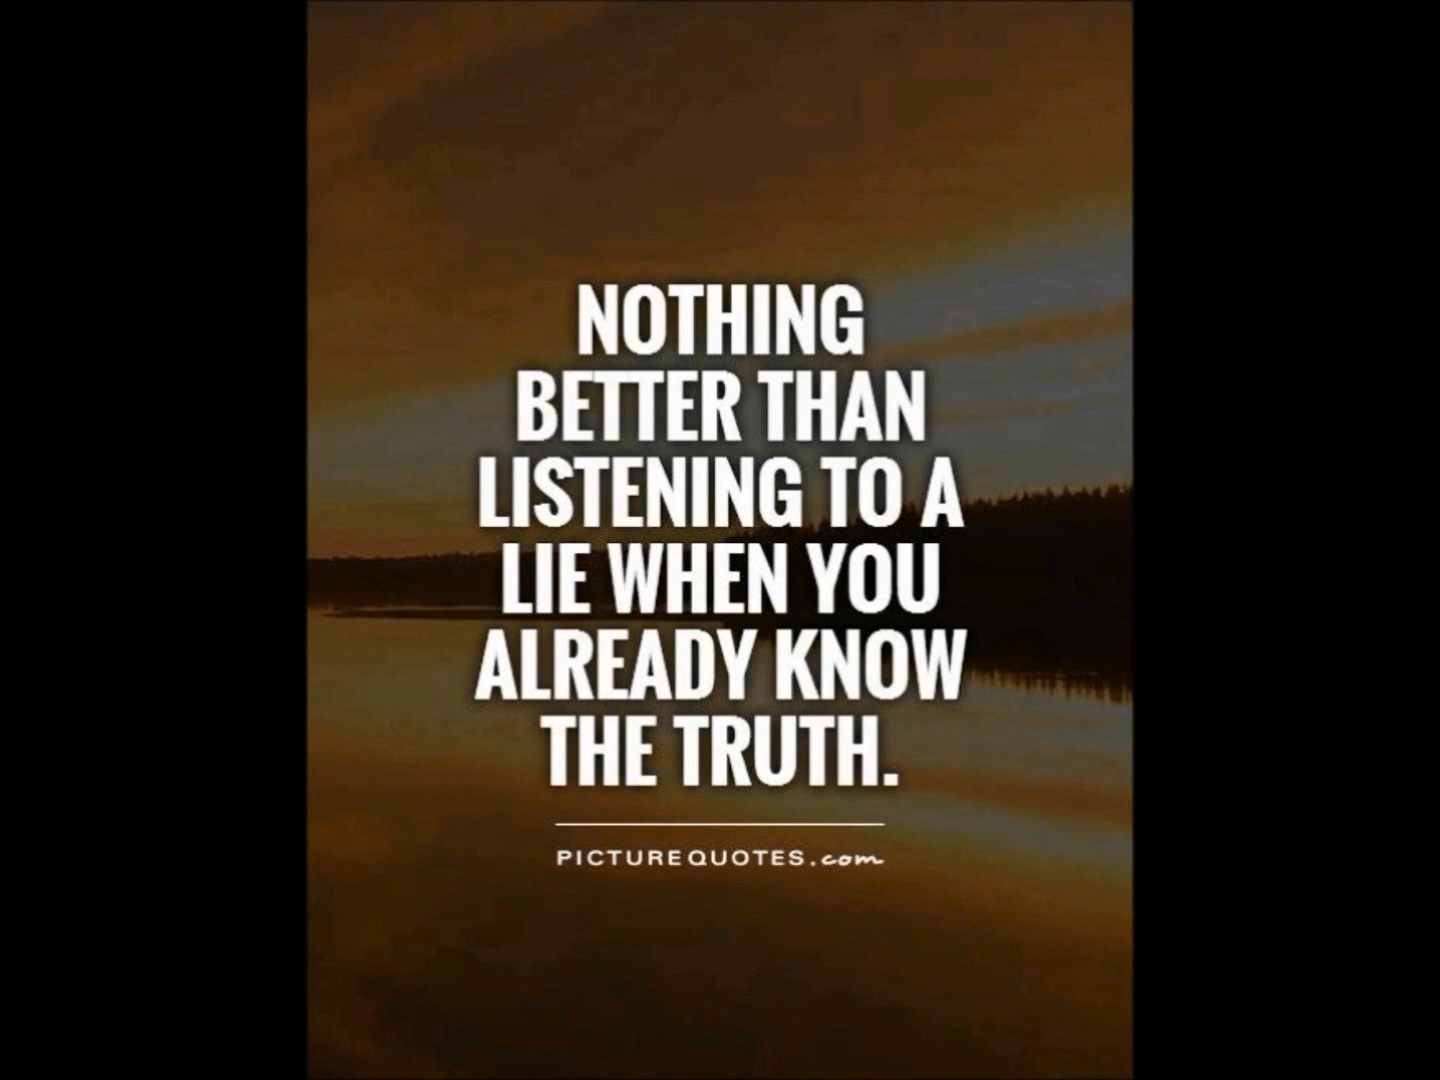 NOTHING
BETTER THAN
LISTENING TO A
LIE WHEN YOU
ALREADY KNOW
THE TRUTH.
PICTUREQUOTES.com